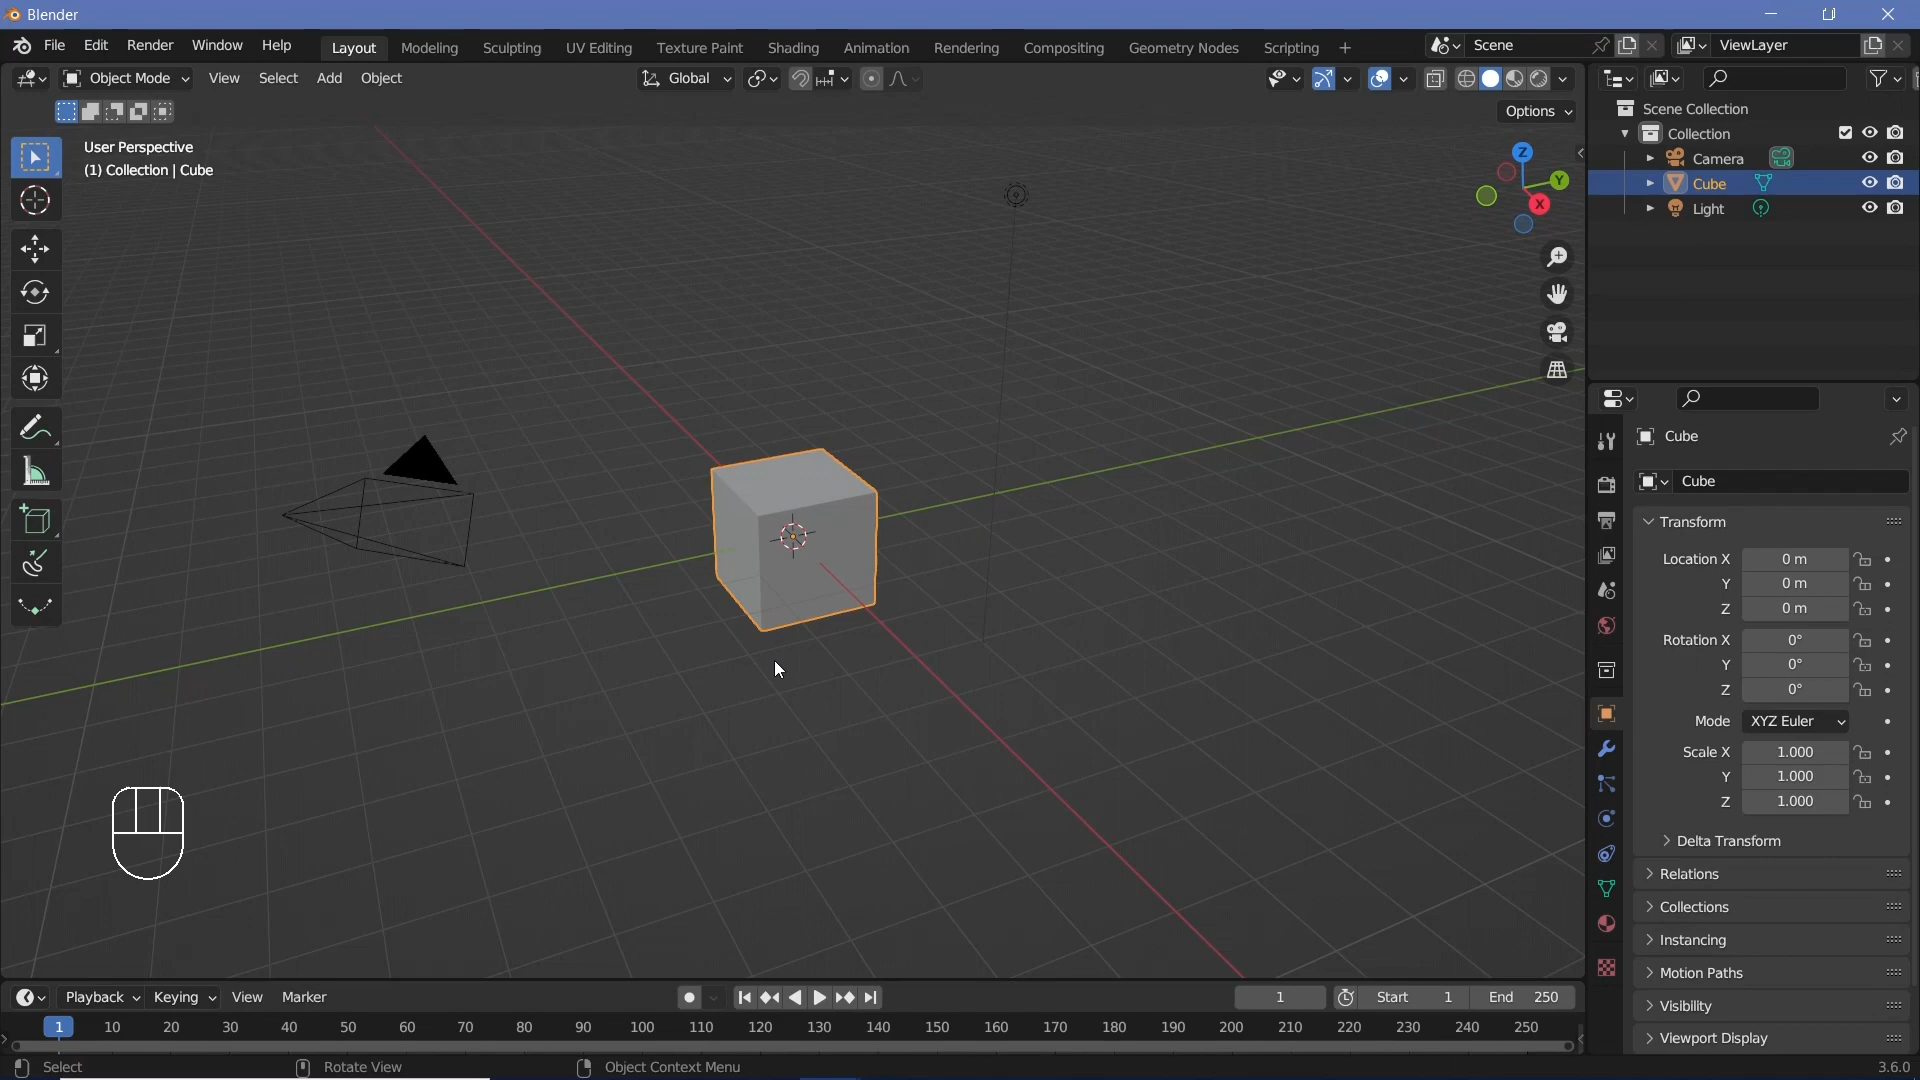 Blender
File Edit Render Window Help Layout Modeling Sculpting UV Editing Texture Paint Shading Animation Rendering Compositing Geometry Nodes Scripting + Scene ViewLayer
Object Mode View Select Add Object Global
Options
User Perspective
(1) Collection | Cube
Z
Y
X
Scene Collection
Collection
Camera
Cube
Light
Cube
Cube
Transform
Location X 0 m
Y 0 m
Z 0 m
Rotation X 0°
Y 0°
Z 0°
Mode XYZ Euler
Scale X 1.000
Y 1.000
Z 1.000
Delta Transform
Relations
Collections
Instancing
Motion Paths
Visibility
Viewport Display
Playback Keying View Marker 1 Start 1 End 250
1 10 20 30 40 50 60 70 80 90 100 110 120 130 140 150 160 170 180 190 200 210 220 230 240 250
Select Rotate View Object Context Menu 3.6.0